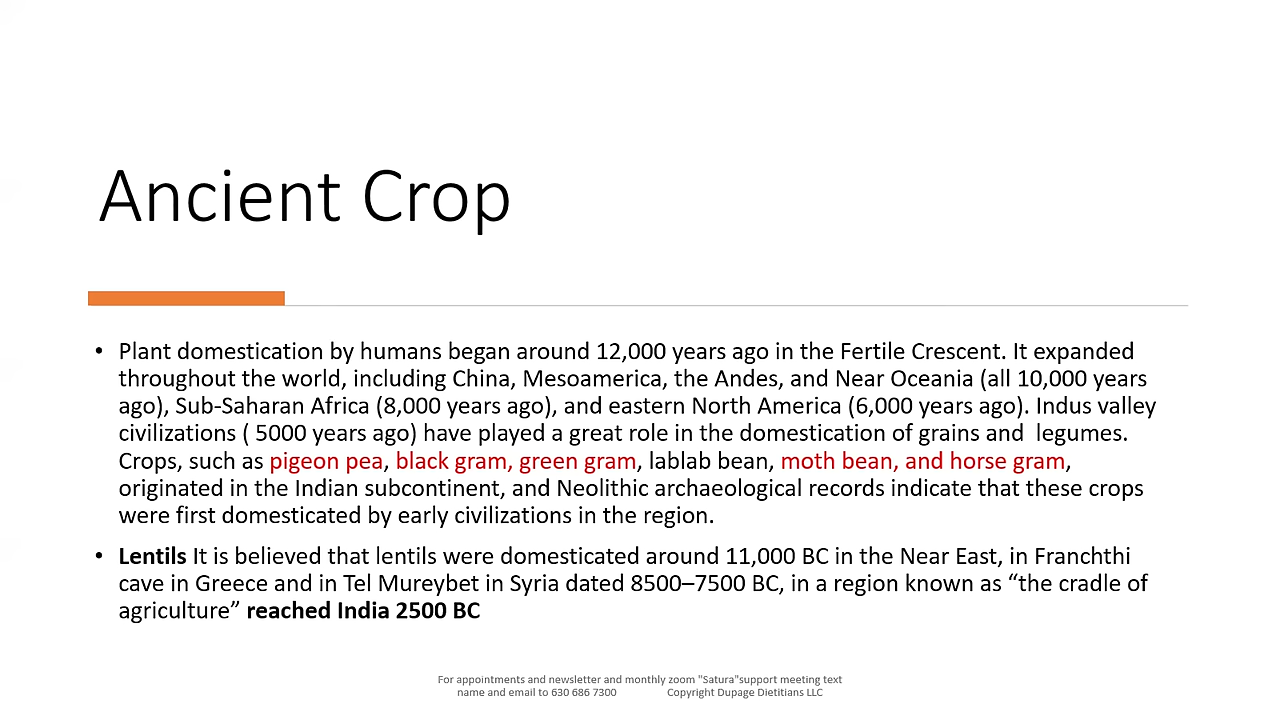 Ancient Crop
• Plant domestication by humans began around 12,000 years ago in the Fertile Crescent. It expanded
throughout the world, including China, Mesoamerica, the Andes, and Near Oceania (all 10,000 years
ago), Sub-Saharan Africa (8,000 years ago), and eastern North America (6,000 years ago). Indus valley
civilizations ( 5000 years ago) have played a great role in the domestication of grains and  legumes.
Crops, such as pigeon pea, black gram, green gram, lablab bean, moth bean, and horse gram,
originated in the Indian subcontinent, and Neolithic archaeological records indicate that these crops
were first domesticated by early civilizations in the region.
• Lentils It is believed that lentils were domesticated around 11,000 BC in the Near East, in Franchthi
cave in Greece and in Tel Mureybet in Syria dated 8500–7500 BC, in a region known as “the cradle of
agriculture” reached India 2500 BC
For appointments and newsletter and monthly zoom "Satura"support meeting text
name and email to 630 686 7300 Copyright Dupage Dietitians LLC